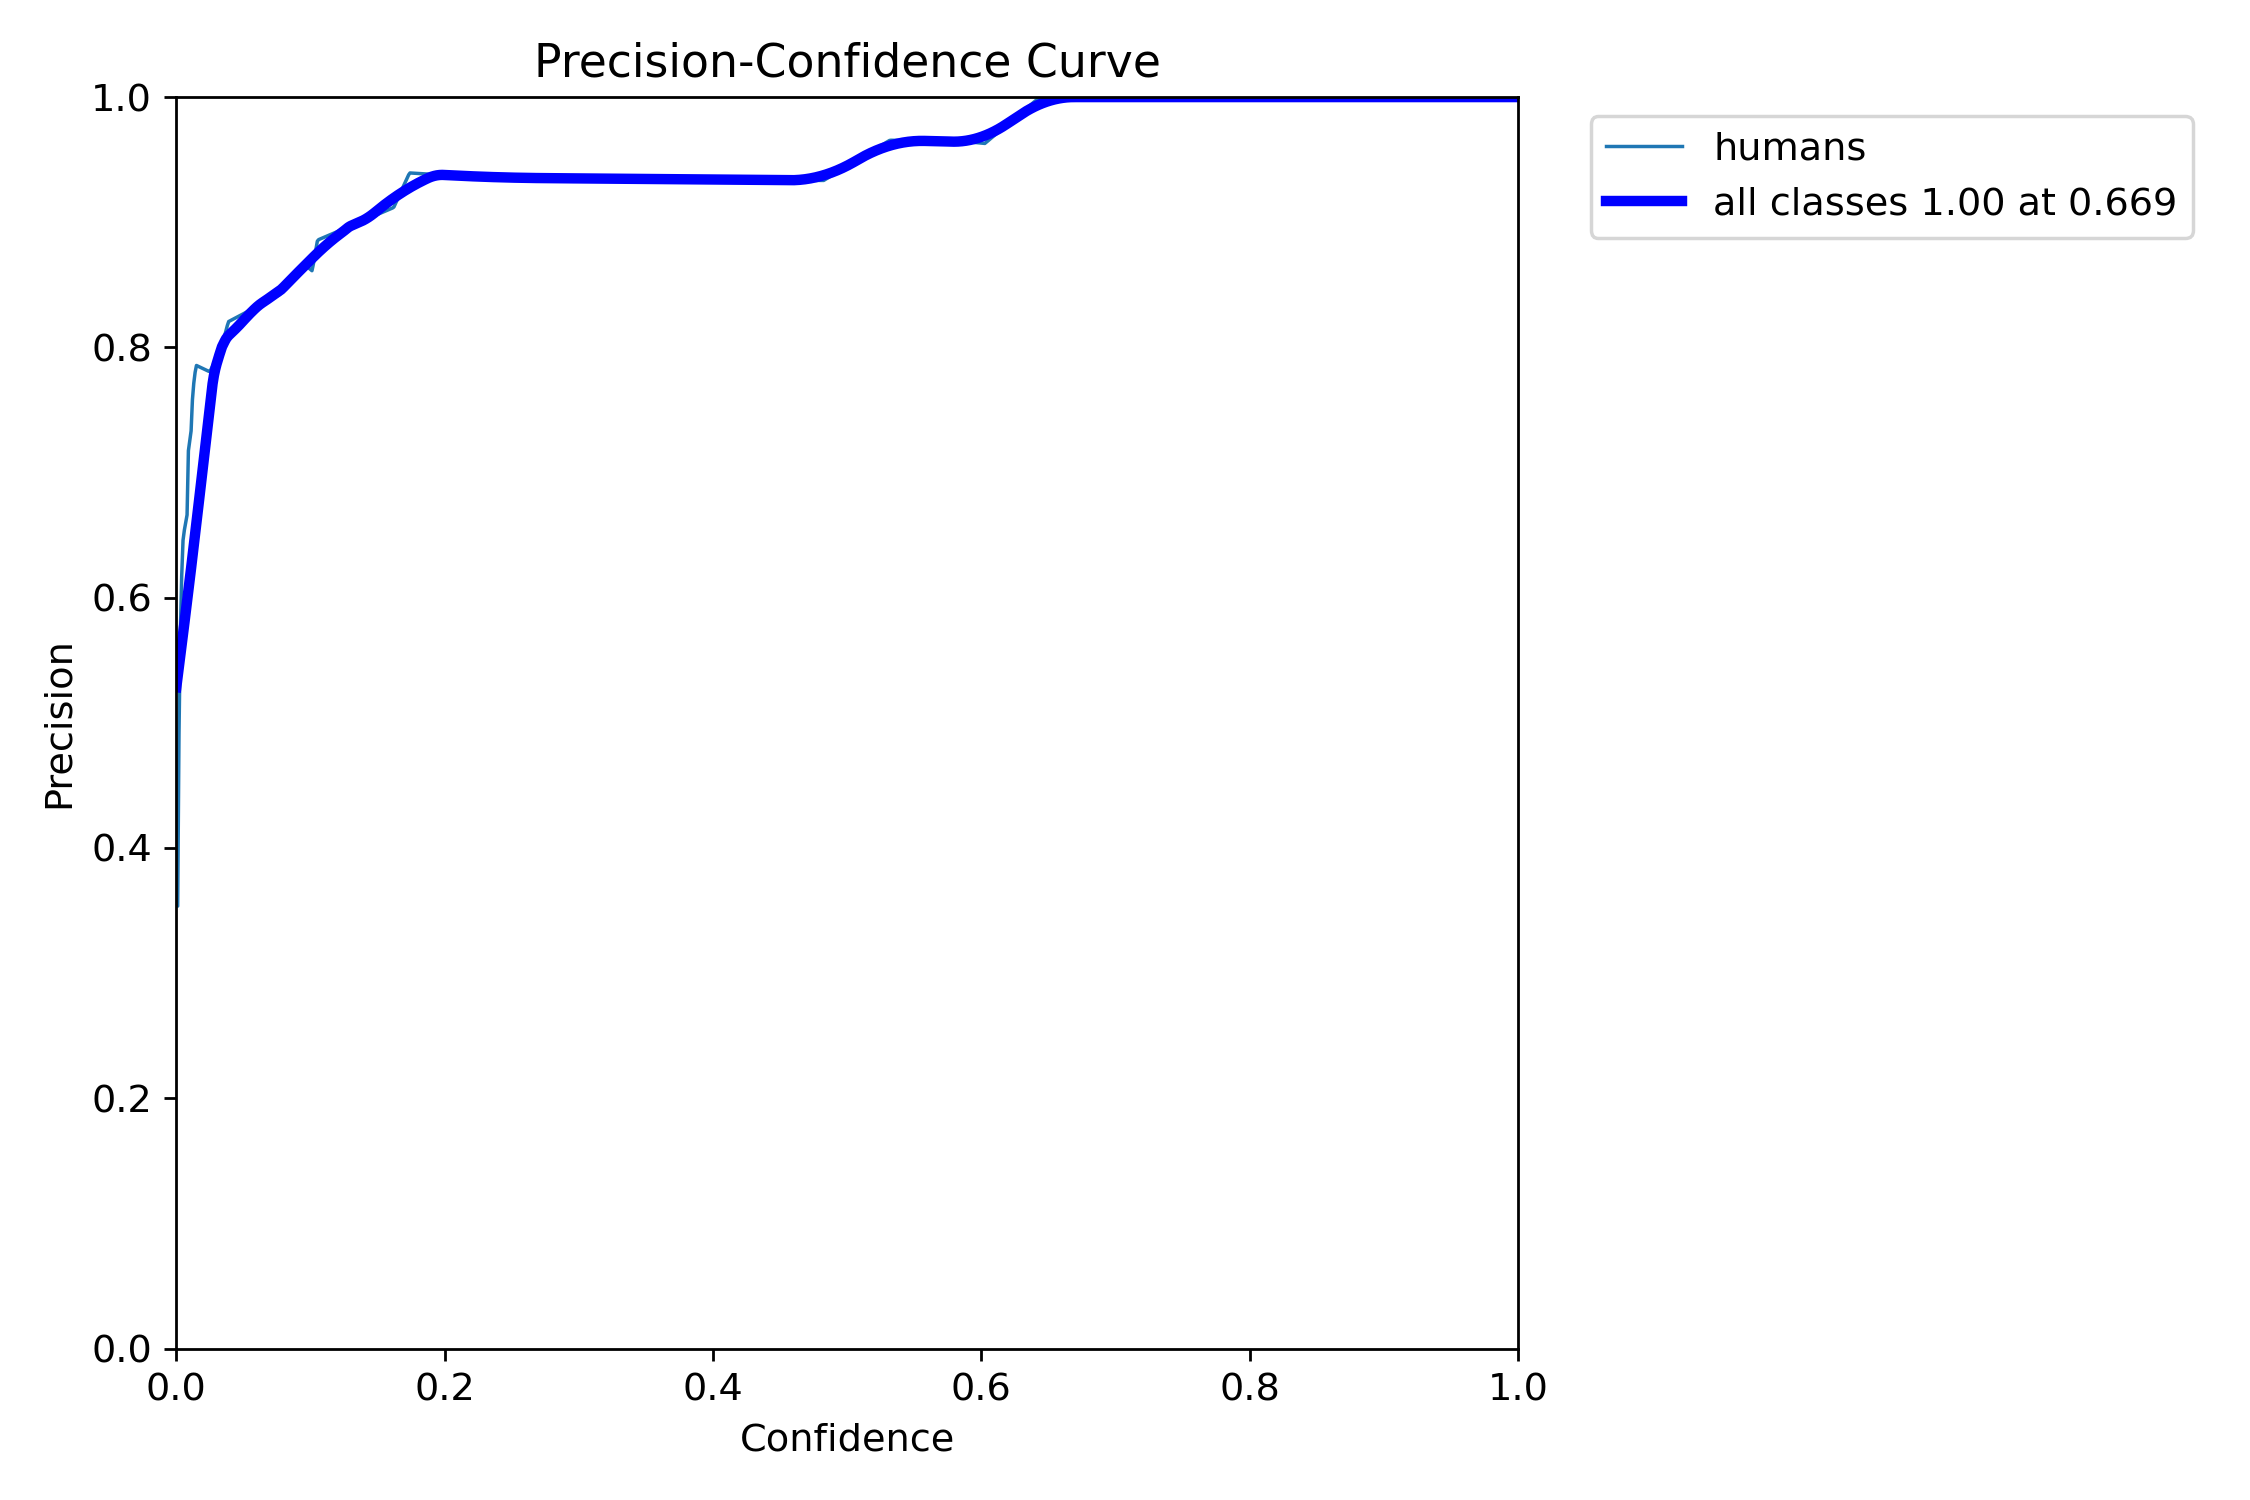 Precision-Confidence Curve
humans
all classes 1.00 at 0.669
Precision
1.0
0.8
0.6
0.4
0.2
0.0
0.0 0.2 0.4 0.6 0.8 1.0
Confidence